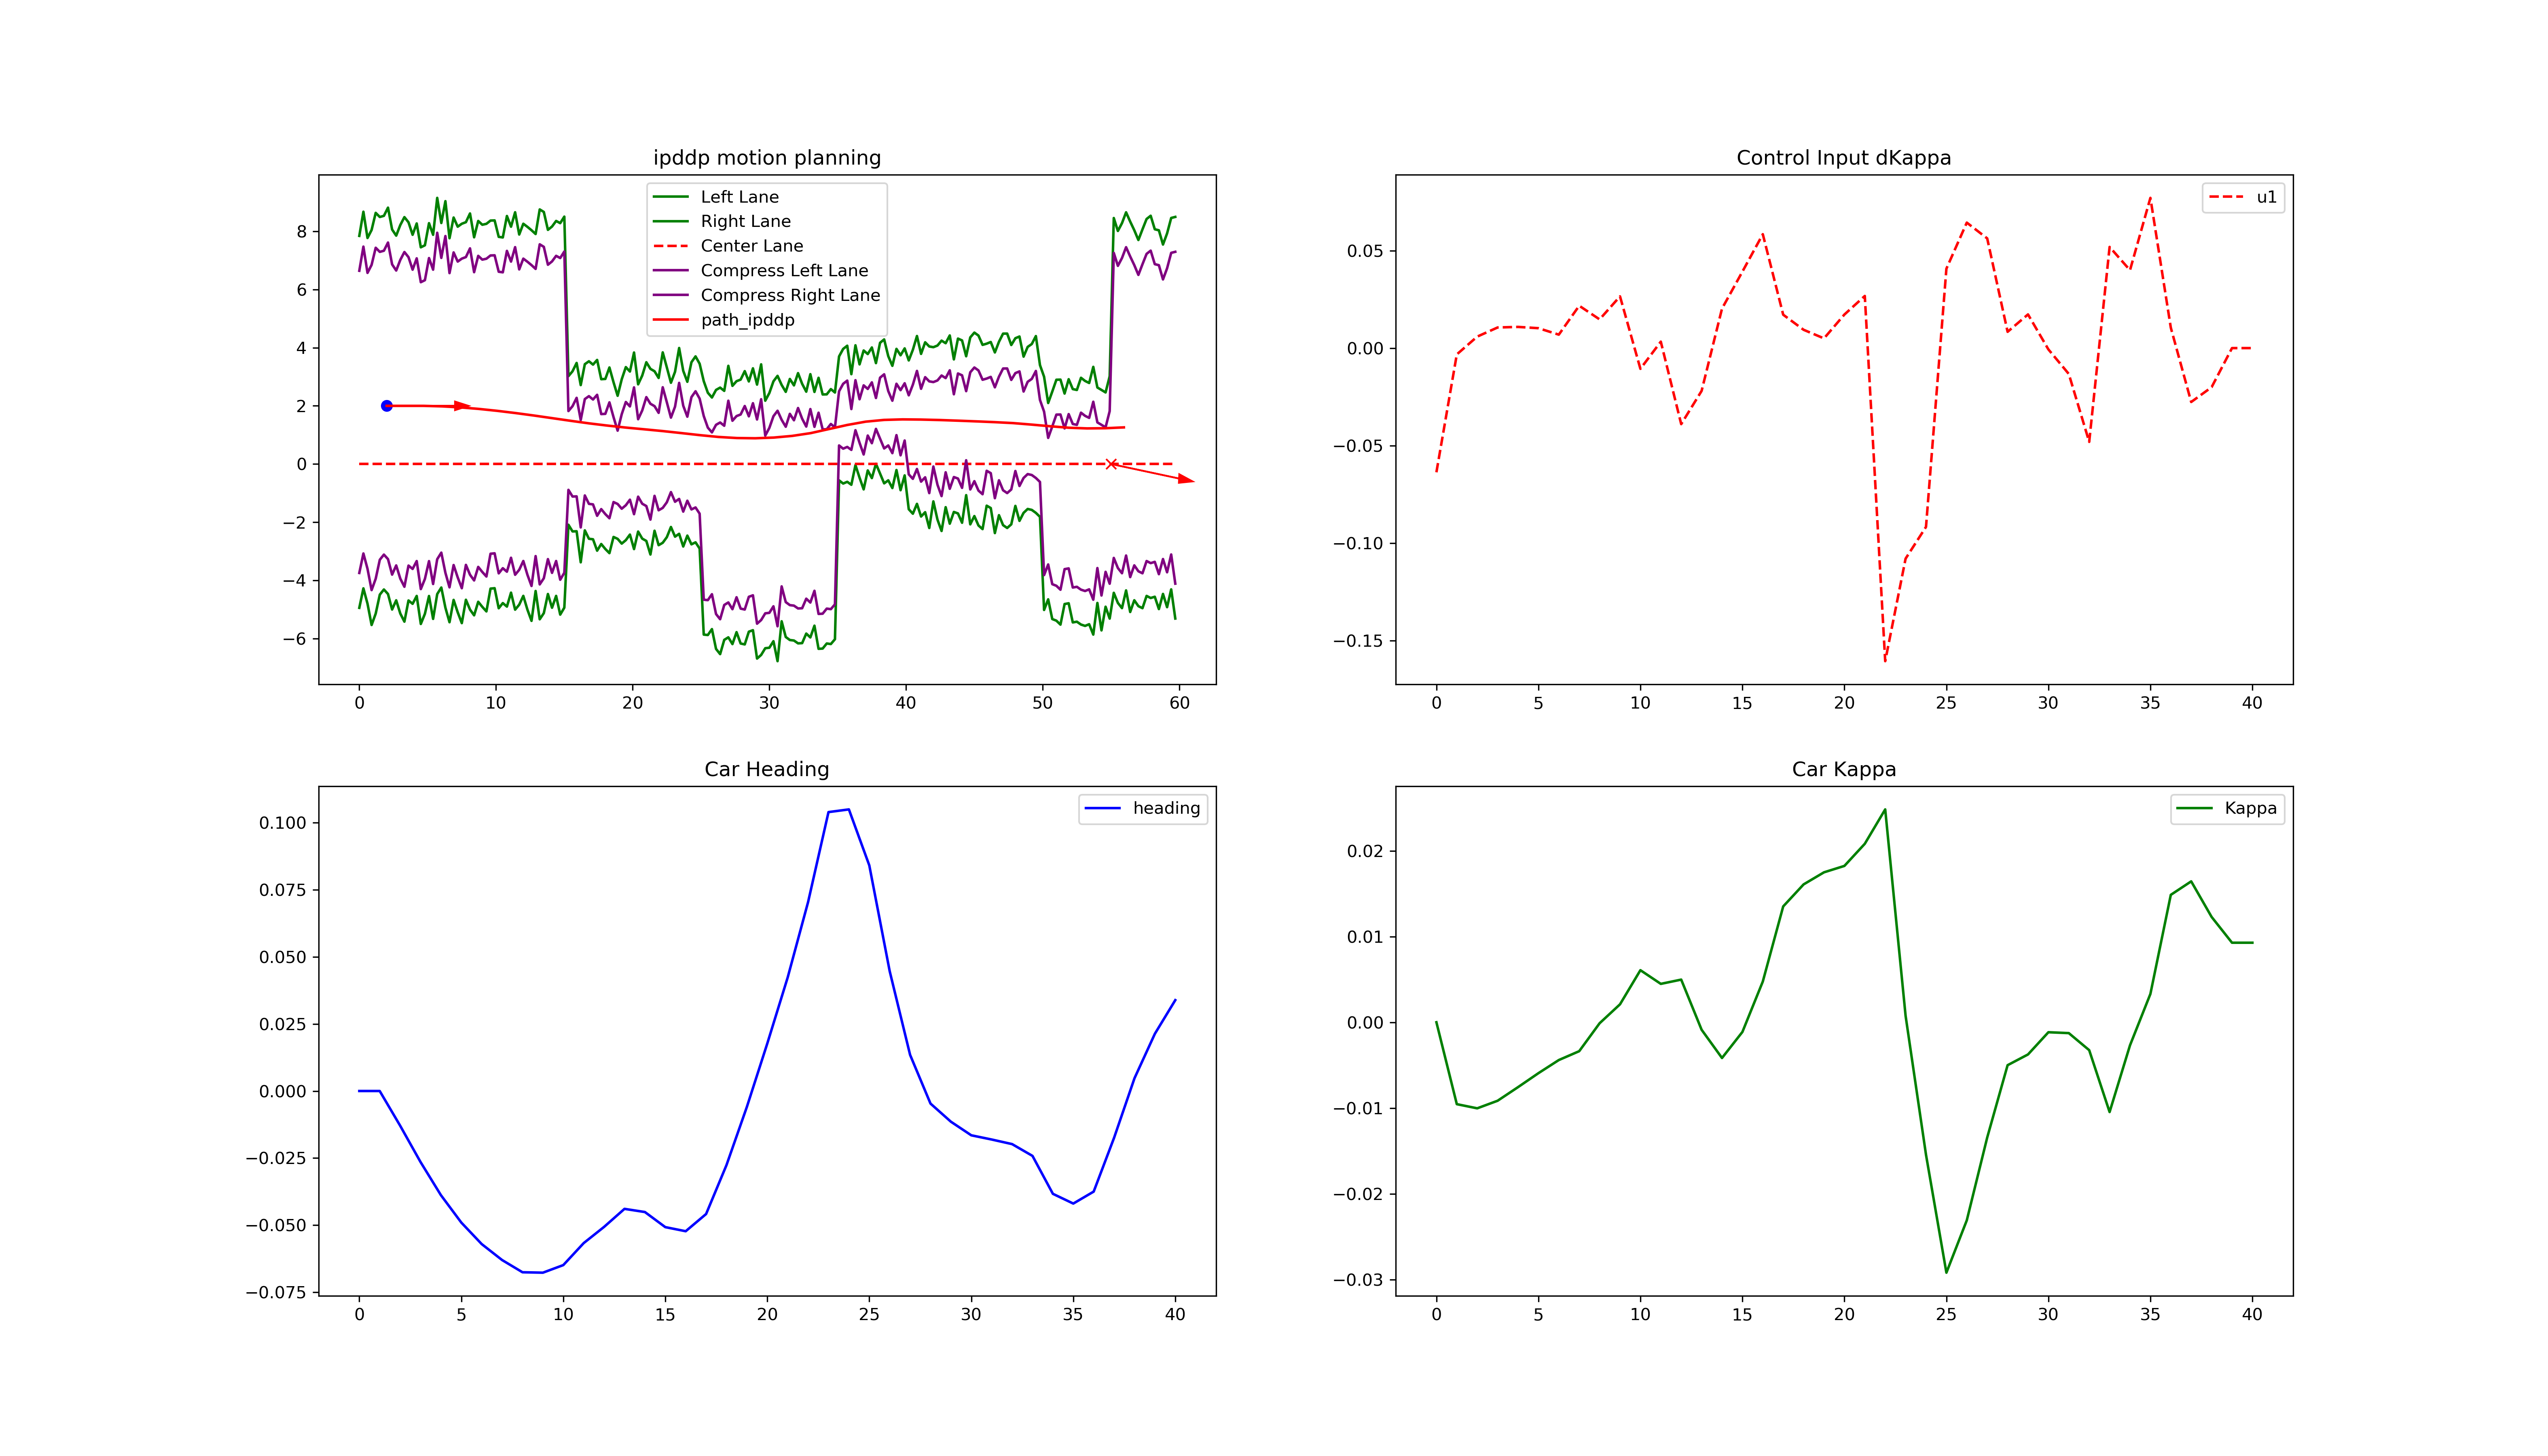 ipddp motion planning
Left Lane
Right Lane
Center Lane
Compress Left Lane
Compress Right Lane
path_ipddp
8
6
4
2
0
−2
−4
−6
0 10 20 30 40 50 60
Control Input dKappa
u1
0.05
0.00
−0.05
−0.10
−0.15
0 5 10 15 20 25 30 35 40
Car Heading
heading
0.100
0.075
0.050
0.025
0.000
−0.025
−0.050
−0.075
0 5 10 15 20 25 30 35 40
Car Kappa
Kappa
0.02
0.01
0.00
−0.01
−0.02
−0.03
0 5 10 15 20 25 30 35 40